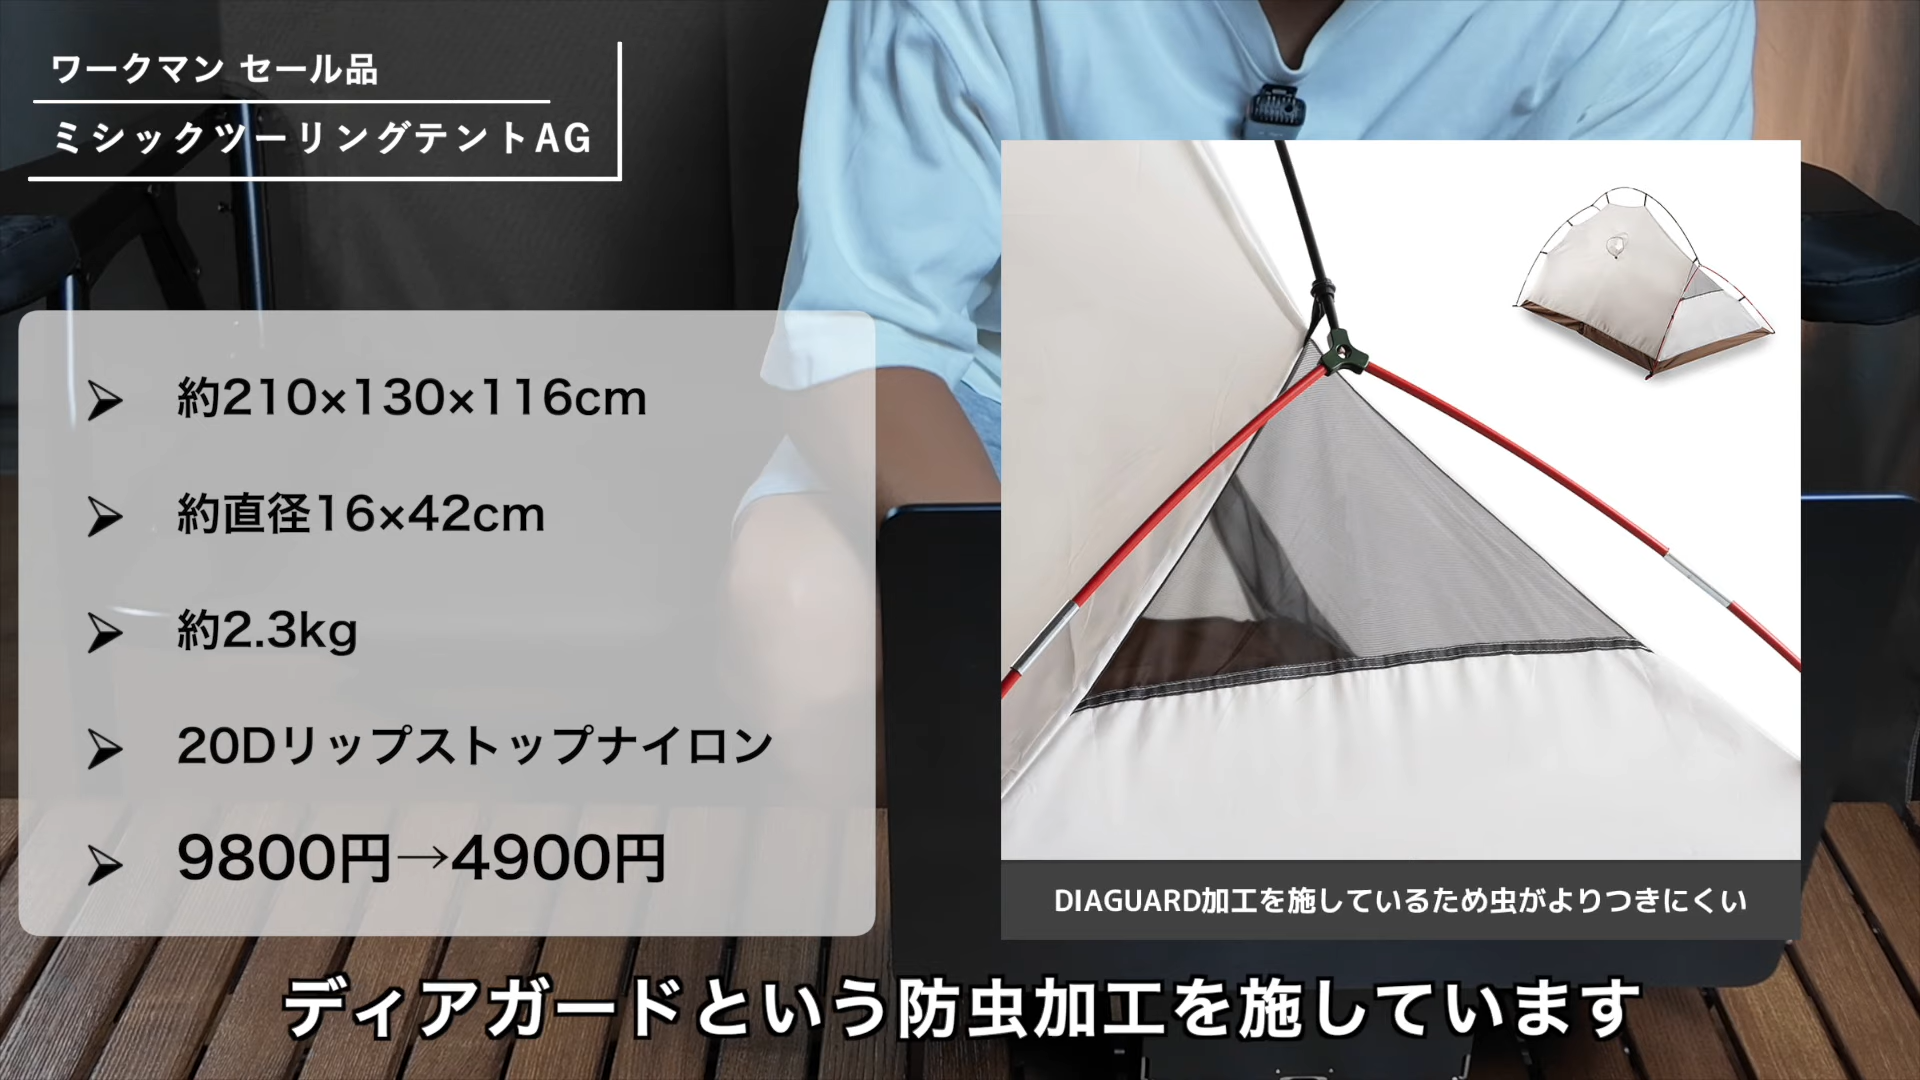 ワークマン セール品
ミシックツーリングテントAG
約210×130×116cm
約直径16×42cm
約2.3kg
20Dリップストップナイロン
9800円→4900円
DIAGUARD加工を施しているため虫がよりつきにくい
ディアガードという防虫加工を施しています